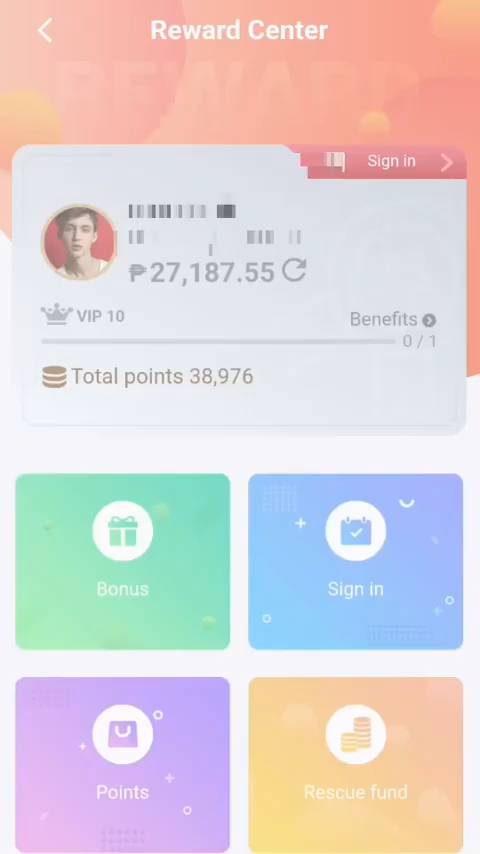 Reward Center
REWARD
Sign in
₱27,187.55
VIP 10
Benefits
0 / 1
Total points 38,976
Bonus
Sign in
Points
Rescue fund